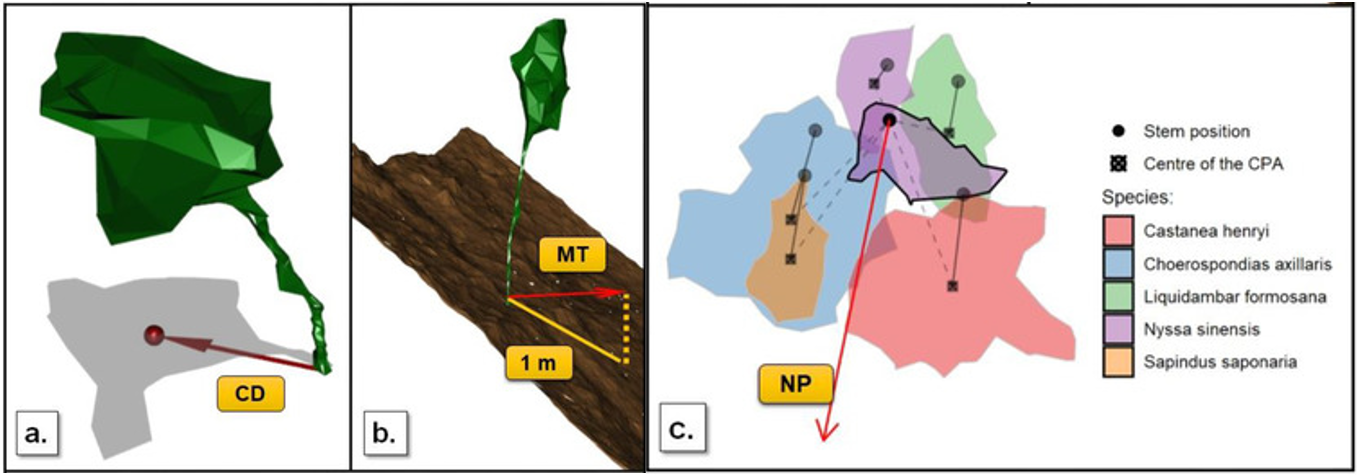 CD
a.
MT
1 m
b.
NP
c.
Stem position
Centre of the CPA
Species:
Castanea henryi
Choerospondias axillaris
Liquidambar formosana
Nyssa sinensis
Sapindus saponaria